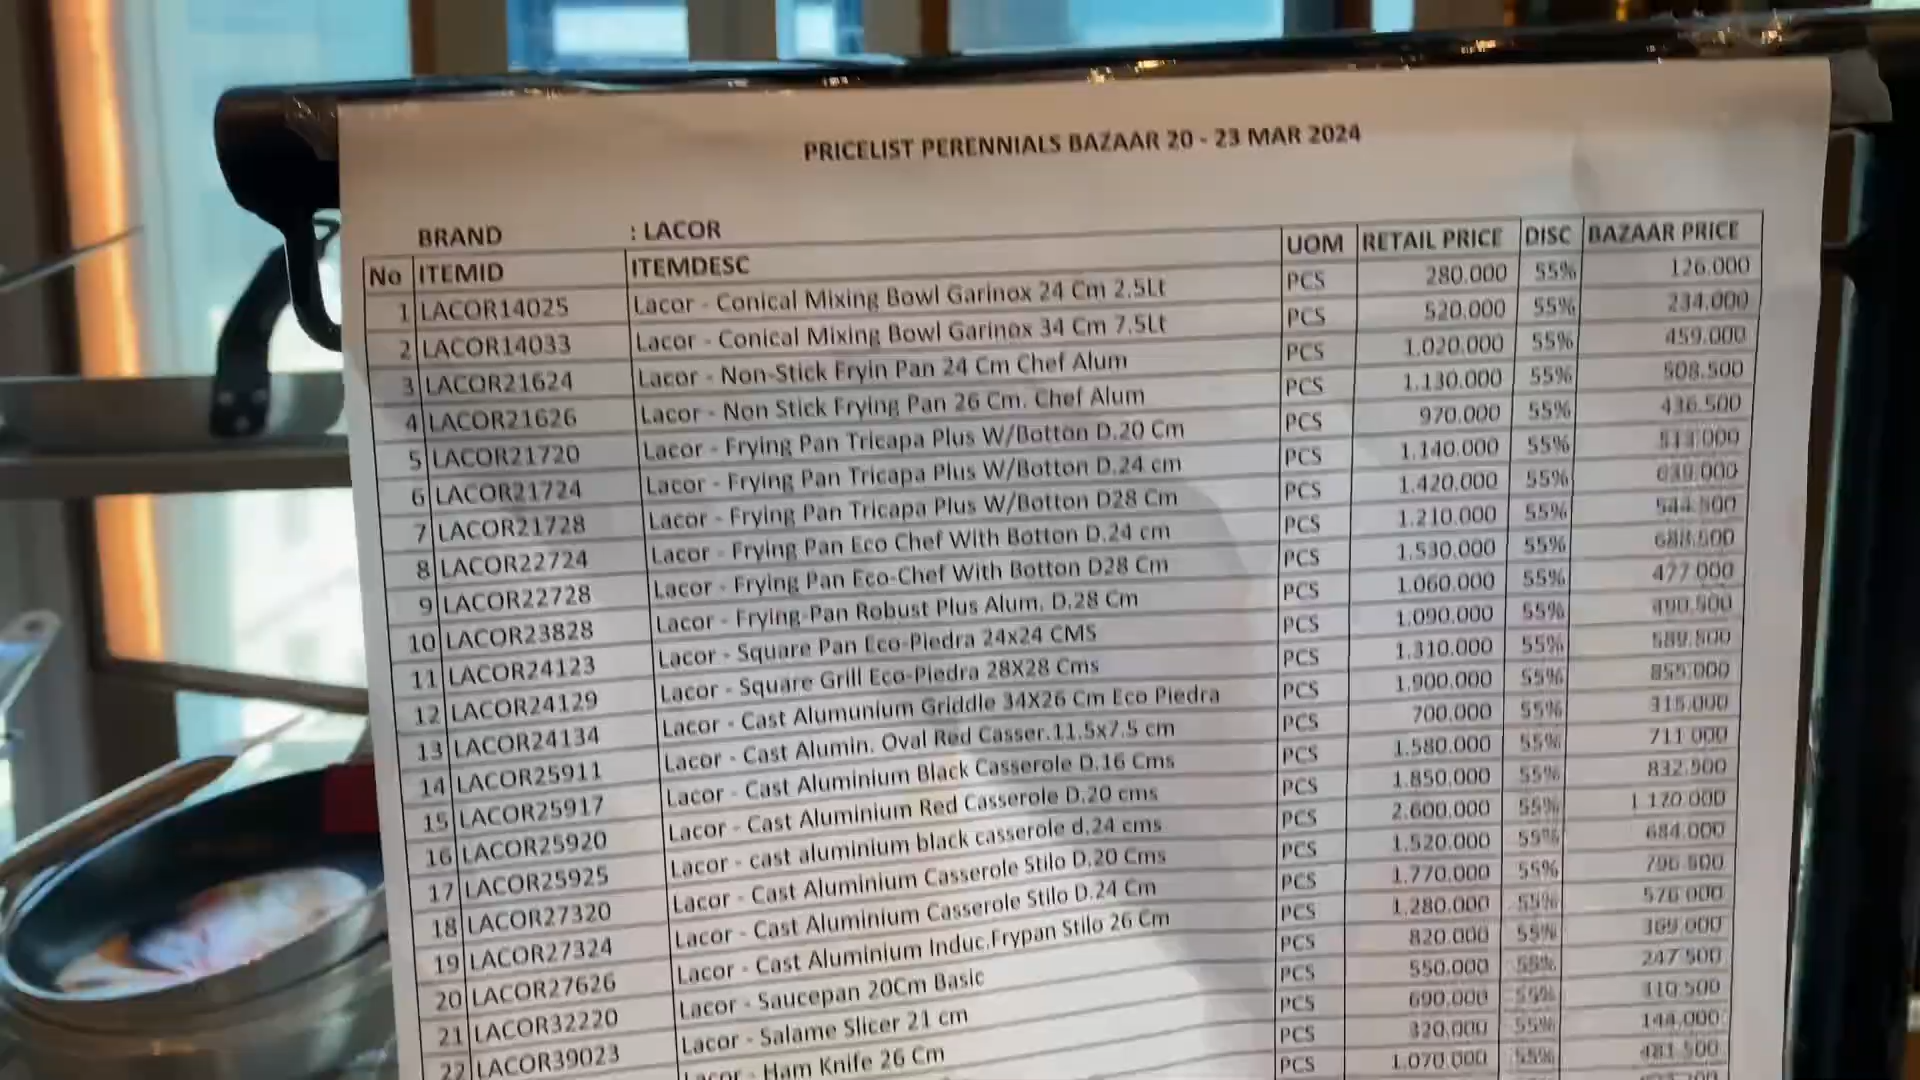 PRICELIST PERENNIALS BAZAAR 20 - 23 MAR 2024
BRAND : LACOR
No ITEMID ITEMDESC UOM RETAIL PRICE DISC BAZAAR PRICE
1 LACOR14025 Lacor - Conical Mixing Bowl Garinox 24 Cm 2.5Lt PCS 280.000 55% 126.000
2 LACOR14033 Lacor - Conical Mixing Bowl Garinox 34 Cm 7.5Lt PCS 520.000 55% 234.000
3 LACOR21624 Lacor - Non-Stick Fryin Pan 24 Cm Chef Alum PCS 1.020.000 55% 459.000
4 LACOR21626 Lacor - Non Stick Frying Pan 26 Cm. Chef Alum PCS 1.130.000 55% 508.500
5 LACOR21720 Lacor - Frying Pan Tricapa Plus W/Botton D.20 Cm PCS 970.000 55% 436.500
6 LACOR21724 Lacor - Frying Pan Tricapa Plus W/Botton D.24 cm PCS 1.140.000 55% 513.000
7 LACOR21728 Lacor - Frying Pan Tricapa Plus W/Botton D28 Cm PCS 1.420.000 55% 639.000
8 LACOR22724 Lacor - Frying Pan Eco Chef With Botton D.24 cm PCS 1.210.000 55% 544.500
9 LACOR22728 Lacor - Frying Pan Eco-Chef With Botton D28 Cm PCS 1.530.000 55% 688.500
10 LACOR23828 Lacor - Frying-Pan Robust Plus Alum. D.28 Cm PCS 1.060.000 55% 477.000
11 LACOR24123 Lacor - Square Pan Eco-Piedra 24x24 CMS PCS 1.090.000 55% 490.500
12 LACOR24129 Lacor - Square Grill Eco-Piedra 28X28 Cms PCS 1.310.000 55% 589.500
13 LACOR24134 Lacor - Cast Alumunium Griddle 34X26 Cm Eco Piedra PCS 1.900.000 55% 855.000
14 LACOR25911 Lacor - Cast Alumin. Oval Red Casser.11.5x7.5 cm PCS 700.000 55% 315.000
15 LACOR25917 Lacor - Cast Aluminium Black Casserole D.16 Cms PCS 1.580.000 55% 711.000
16 LACOR25920 Lacor - Cast Aluminium Red Casserole D.20 cms PCS 1.850.000 55% 832.500
17 LACOR25925 Lacor - cast aluminium black casserole d.24 cms PCS 2.600.000 55% 1.170.000
18 LACOR27320 Lacor - Cast Aluminium Casserole Stilo D.20 Cms PCS 1.520.000 55% 684.000
19 LACOR27324 Lacor - Cast Aluminium Casserole Stilo D.24 Cm PCS 1.770.000 55% 796.500
20 LACOR27626 Lacor - Cast Aluminium Induc.Frypan Stilo 26 Cm PCS 1.280.000 55% 576.000
21 LACOR32220 Lacor - Saucepan 20Cm Basic PCS 820.000 55% 369.000
22 LACOR39023 Lacor - Salame Slicer 21 cm PCS 550.000 55% 247.500
Lacor - Ham Knife 26 Cm PCS 690.000 55% 310.500
PCS 320.000 55% 144.000
PCS 1.070.000 55% 481.500